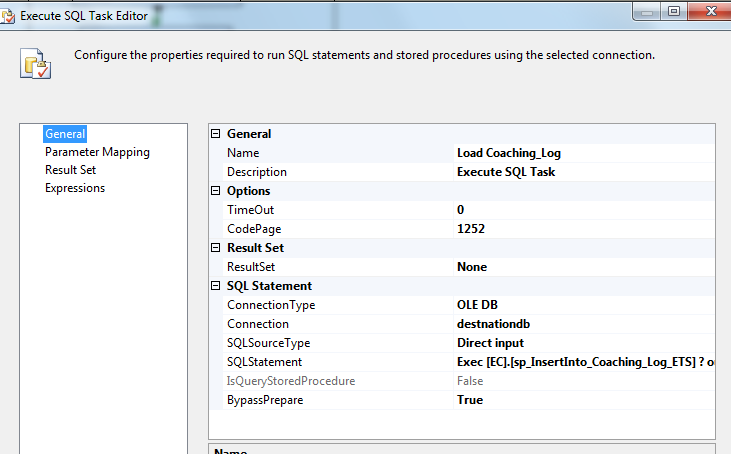 Execute SQL Task Editor
Configure the properties required to run SQL statements and stored procedures using the selected connection.
General
Parameter Mapping
Result Set
Expressions
General
Name Load Coaching_Log
Description Execute SQL Task
Options
TimeOut 0
CodePage 1252
Result Set
ResultSet None
SQL Statement
ConnectionType OLE DB
Connection destnationdb
SQLSourceType Direct input
SQLStatement Exec [EC].[sp_InsertInto_Coaching_Log_ETS] ?
IsQueryStoredProcedure False
BypassPrepare True
Name